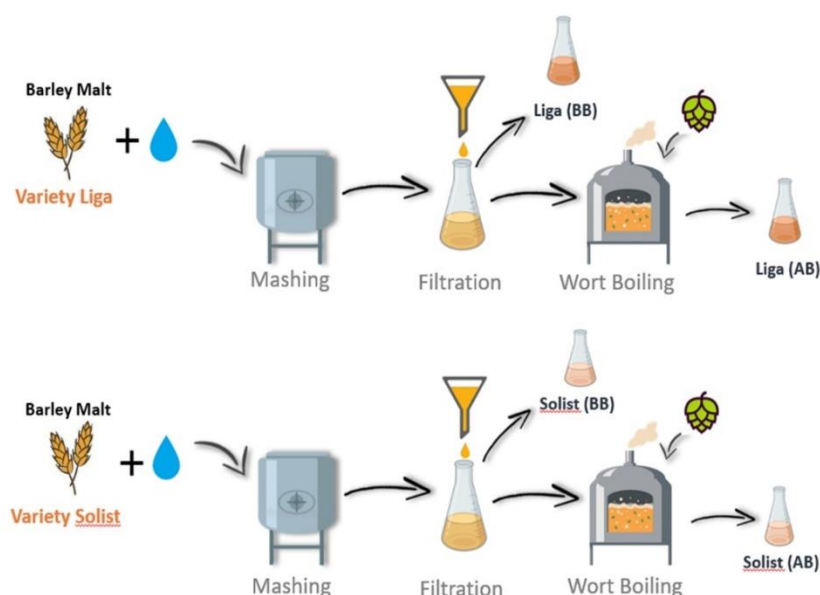 Barley Malt
Variety Liga
Liga (BB)
Mashing
Filtration
Wort Boiling
Liga (AB)
Barley Malt
Variety Solist
Solist (BB)
Mashing
Filtration
Wort Boiling
Solist (AB)